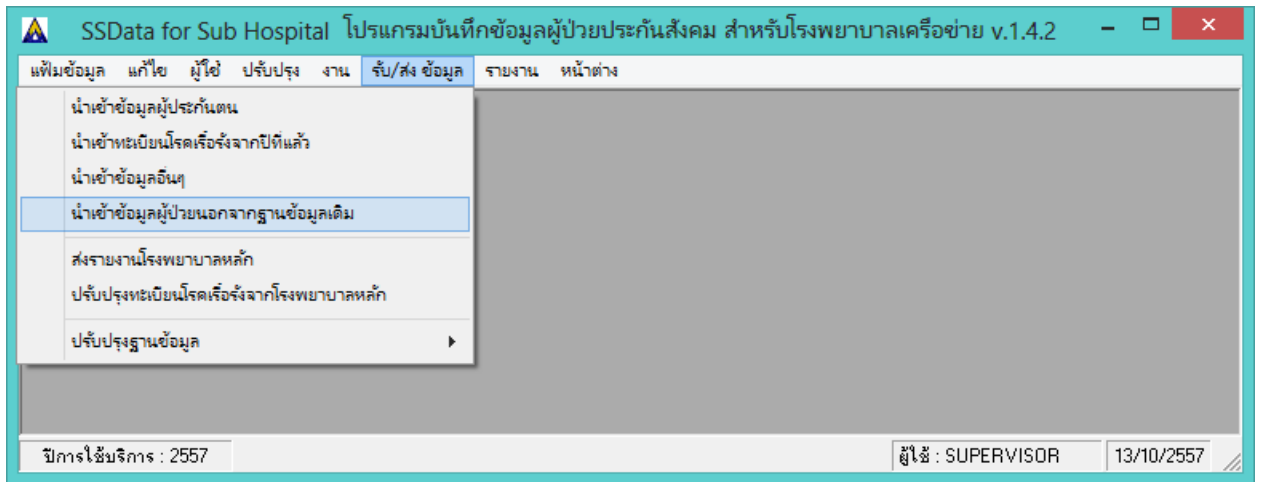 SSData for Sub Hospital โปรแกรมบันทึกข้อมูลผู้ป่วยประกันสังคม สำหรับโรงพยาบาลเครือข่าย v.1.4.2
แฟ้มข้อมูล แก้ไข ผู้ใช้ ปรับปรุง งาน รับ/ส่ง ข้อมูล รายงาน หน้าต่าง
นำเข้าข้อมูลผู้ประกันตน
นำเข้าทะเบียนโรคเรื้อรังจากปีที่แล้ว
นำเข้าข้อมูลอื่นๆ
นำเข้าข้อมูลผู้ป่วยนอกจากฐานข้อมูลเดิม
ส่งรายงานโรงพยาบาลหลัก
ปรับปรุงทะเบียนโรคเรื้อรังจากโรงพยาบาลหลัก
ปรับปรุงฐานข้อมูล
ปีการใช้บริการ : 2557 ผู้ใช้ : SUPERVISOR 13/10/2557